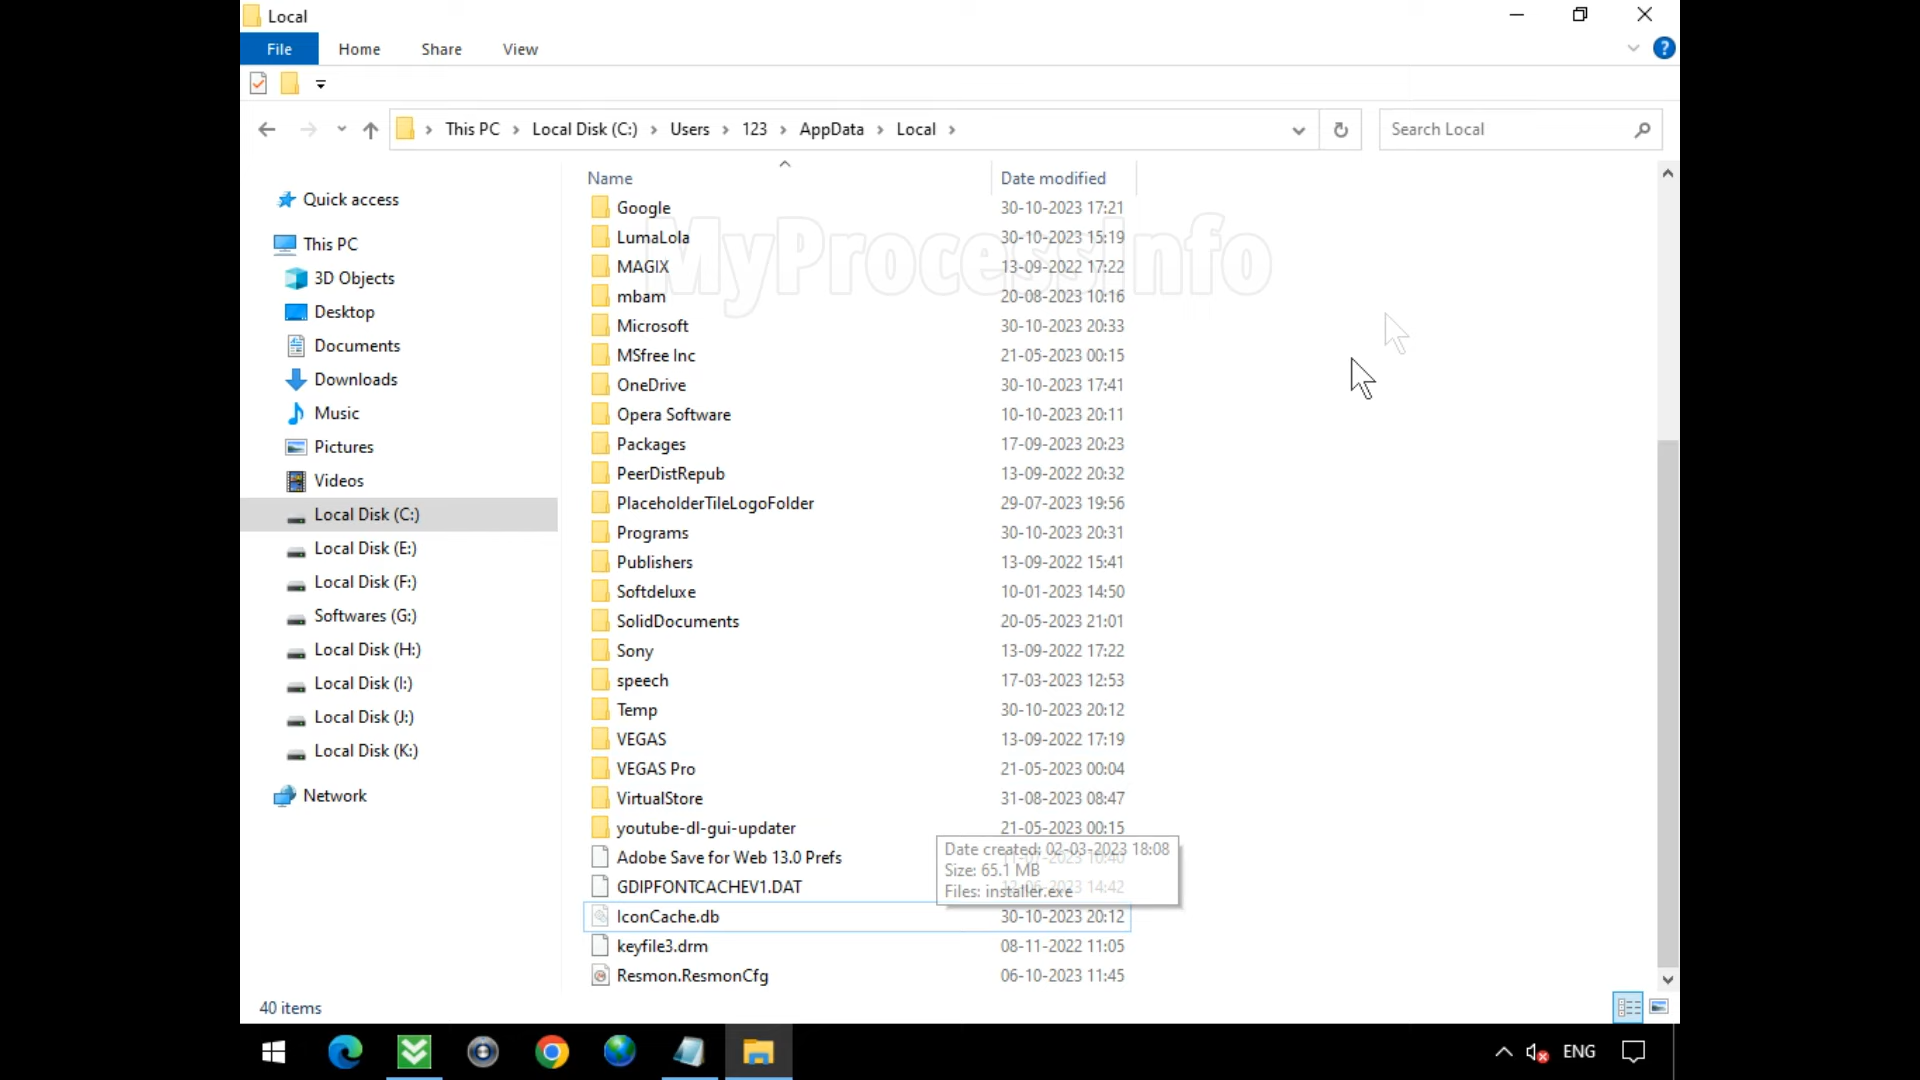 Local
File Home Share View
This PC Local Disk (C:) Users 123 AppData Local
Search Local
Quick access
This PC
3D Objects
Desktop
Documents
Downloads
Music
Pictures
Videos
Local Disk (C:)
Local Disk (E:)
Local Disk (F:)
Softwares (G:)
Local Disk (H:)
Local Disk (I:)
Local Disk (J:)
Local Disk (K:)
Network
Name Date modified
Google 30-10-2023 17:21
LumaLola 30-10-2023 15:19
MyProcessInfo
MAGIX 13-09-2022 17:22
mbam 20-08-2023 10:16
Microsoft 30-10-2023 20:33
MSfree Inc 21-05-2023 00:15
OneDrive 30-10-2023 17:41
Opera Software 10-10-2023 20:11
Packages 17-09-2023 20:23
PeerDistRepub 13-09-2022 20:32
PlaceholderTileLogoFolder 29-07-2023 19:56
Programs 30-10-2023 20:31
Publishers 13-09-2022 15:41
Softdeluxe 10-01-2023 14:50
SolidDocuments 20-05-2023 21:01
Sony 13-09-2022 17:22
speech 17-03-2023 12:53
Temp 30-10-2023 20:12
VEGAS 13-09-2022 17:19
VEGAS Pro 21-05-2023 00:04
VirtualStore 31-08-2023 08:47
youtube-dl-gui-updater 21-05-2023 00:15
Adobe Save for Web 13.0 Prefs
GDIPFONTCACHEV1.DAT
Date created: 02-03-2023 18:08
Size: 65.1 MB
Files: installer.exe
IconCache.db 30-10-2023 20:12
keyfile3.drm 08-11-2022 11:05
Resmon.ResmonCfg 06-10-2023 11:45
40 items
ENG